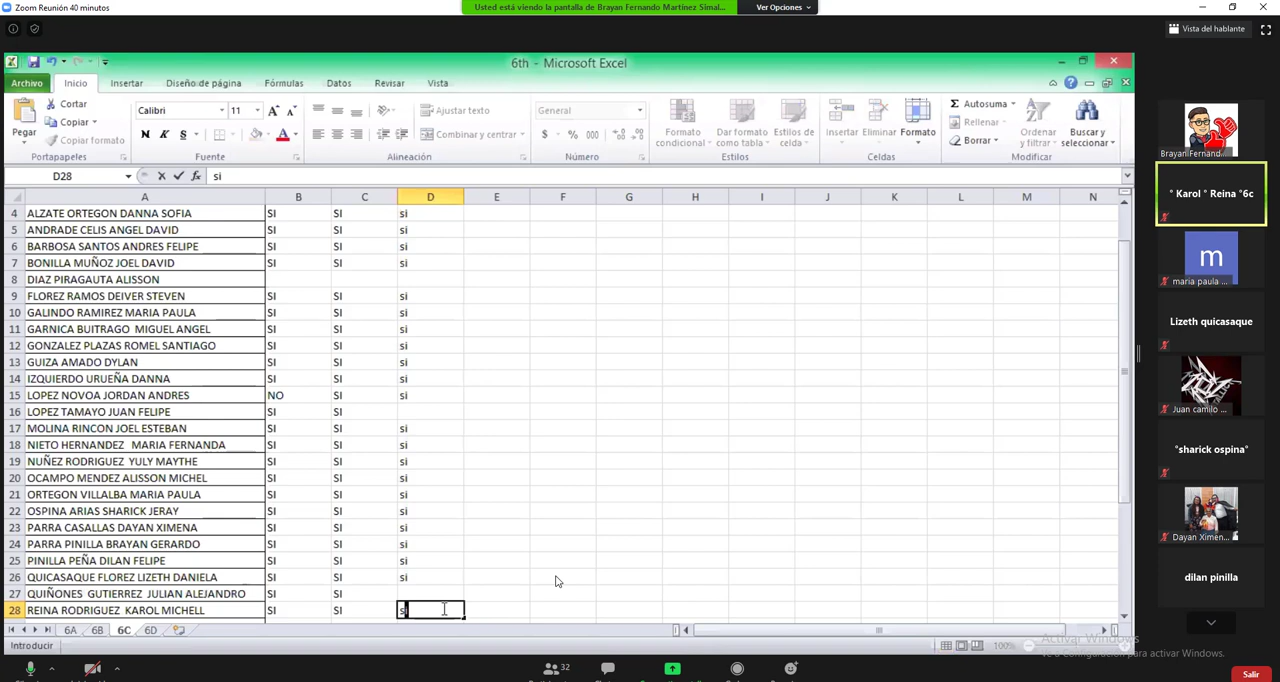 Zoom Reunión 40 minutos
Usted está viendo la pantalla de Brayan Fernando Martinez Simal...
Ver Opciones
Vista del hablante
6th - Microsoft Excel
Archivo Inicio Insertar Diseño de página Fórmulas Datos Revisar Vista
Pegar
Cortar
Copiar
Copiar formato
Portapapeles
Calibri 11
N K S
Fuente
Ajustar texto
Combinar y centrar
Alineación
General
$ % 000
Número
Formato condicional
Dar formato como tabla
Estilos de celda
Estilos
Insertar Eliminar Formato
Celdas
Autosuma
Rellenar
Borrar
Ordenar y filtrar
Buscar y seleccionar
Modificar
D28 fx si
A B C D E F G H I J K L M N
4 ALZATE ORTEGON DANNA SOFIA SI SI si
5 ANDRADE CELIS ANGEL DAVID SI SI si
6 BARBOSA SANTOS ANDRES FELIPE SI SI si
7 BONILLA MUÑOZ JOEL DAVID SI SI si
8 DIAZ PIRAGAUTA ALISSON
9 FLOREZ RAMOS DEIVER STEVEN SI SI si
10 GALINDO RAMIREZ MARIA PAULA SI SI si
11 GARNICA BUITRAGO MIGUEL ANGEL SI SI si
12 GONZALEZ PLAZAS ROMEL SANTIAGO SI SI si
13 GUIZA AMADO DYLAN SI SI si
14 IZQUIERDO URUEÑA DANNA SI SI si
15 LOPEZ NOVOA JORDAN ANDRES NO SI si
16 LOPEZ TAMAYO JUAN FELIPE SI SI
17 MOLINA RINCON JOEL ESTEBAN SI SI si
18 NIETO HERNANDEZ MARIA FERNANDA SI SI si
19 NUÑEZ RODRIGUEZ YULY MAYTHE SI SI si
20 OCAMPO MENDEZ ALISSON MICHEL SI SI si
21 ORTEGON VILLALBA MARIA PAULA SI SI si
22 OSPINA ARIAS SHARICK JERAY SI SI si
23 PARRA CASALLAS DAYAN XIMENA SI SI si
24 PARRA PINILLA BRAYAN GERARDO SI SI si
25 PINILLA PEÑA DILAN FELIPE SI SI si
26 QUICASAQUE FLOREZ LIZETH DANIELA SI SI si
27 QUIÑONES GUTIERREZ JULIAN ALEJANDRO SI SI
28 REINA RODRIGUEZ KAROL MICHELL SI SI si
6A 6B 6C 6D
Introducir
100%
Activar Windows
Ve a Configuración para activar Windows.
Brayan Fernand...
° Karol ° Reina °6c
m
maria paula ...
Lizeth quicasaque
Juan camilo ...
°sharick ospina°
Dayan Ximen...
dilan pinilla
32
Salir